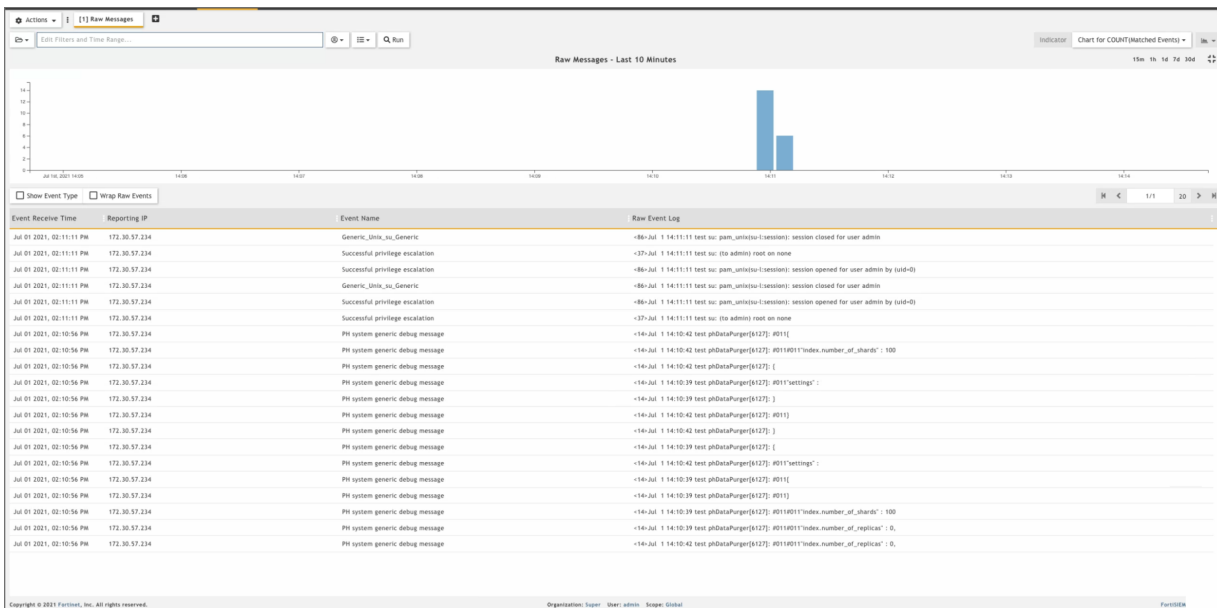 Actions [1] Raw Messages
Edit Filters and Time Range... Run Indicator Chart for COUNT(Matched Events)
Raw Messages - Last 10 Minutes 15m 1h 1d 7d 30d
14
12
10
8
6
4
2
0
Jul 1st, 2021 14:05 14:06 14:07 14:08 14:09 14:10 14:11 14:12 14:13 14:14
Show Event Type Wrap Raw Events 1/1 20
Event Receive Time Reporting IP Event Name Raw Event Log
Jul 01 2021, 02:11:11 PM 172.30.57.234 Generic_Unix_su_Generic <86>Jul 1 14:11:11 test su: pam_unix(su-l:session): session closed for user admin
Jul 01 2021, 02:11:11 PM 172.30.57.234 Successful privilege escalation <37>Jul 1 14:11:11 test su: (to admin) root on none
Jul 01 2021, 02:11:11 PM 172.30.57.234 Successful privilege escalation <86>Jul 1 14:11:11 test su: pam_unix(su-l:session): session opened for user admin by (uid=0)
Jul 01 2021, 02:11:11 PM 172.30.57.234 Generic_Unix_su_Generic <86>Jul 1 14:11:11 test su: pam_unix(su-l:session): session closed for user admin
Jul 01 2021, 02:11:11 PM 172.30.57.234 Successful privilege escalation <86>Jul 1 14:11:11 test su: pam_unix(su-l:session): session opened for user admin by (uid=0)
Jul 01 2021, 02:11:11 PM 172.30.57.234 Successful privilege escalation <37>Jul 1 14:11:11 test su: (to admin) root on none
Jul 01 2021, 02:10:56 PM 172.30.57.234 PH system generic debug message <14>Jul 1 14:10:42 test phDataPurger[6127]: #011{
Jul 01 2021, 02:10:56 PM 172.30.57.234 PH system generic debug message <14>Jul 1 14:10:42 test phDataPurger[6127]: #011#011"index.number_of_shards" : 100
Jul 01 2021, 02:10:56 PM 172.30.57.234 PH system generic debug message <14>Jul 1 14:10:42 test phDataPurger[6127]: {
Jul 01 2021, 02:10:56 PM 172.30.57.234 PH system generic debug message <14>Jul 1 14:10:39 test phDataPurger[6127]: #011"settings" :
Jul 01 2021, 02:10:56 PM 172.30.57.234 PH system generic debug message <14>Jul 1 14:10:39 test phDataPurger[6127]: }
Jul 01 2021, 02:10:56 PM 172.30.57.234 PH system generic debug message <14>Jul 1 14:10:42 test phDataPurger[6127]: #011}
Jul 01 2021, 02:10:56 PM 172.30.57.234 PH system generic debug message <14>Jul 1 14:10:42 test phDataPurger[6127]: }
Jul 01 2021, 02:10:56 PM 172.30.57.234 PH system generic debug message <14>Jul 1 14:10:39 test phDataPurger[6127]: {
Jul 01 2021, 02:10:56 PM 172.30.57.234 PH system generic debug message <14>Jul 1 14:10:42 test phDataPurger[6127]: #011"settings" :
Jul 01 2021, 02:10:56 PM 172.30.57.234 PH system generic debug message <14>Jul 1 14:10:39 test phDataPurger[6127]: #011{
Jul 01 2021, 02:10:56 PM 172.30.57.234 PH system generic debug message <14>Jul 1 14:10:39 test phDataPurger[6127]: #011}
Jul 01 2021, 02:10:56 PM 172.30.57.234 PH system generic debug message <14>Jul 1 14:10:39 test phDataPurger[6127]: #011#011"index.number_of_shards" : 100
Jul 01 2021, 02:10:56 PM 172.30.57.234 PH system generic debug message <14>Jul 1 14:10:39 test phDataPurger[6127]: #011#011"index.number_of_replicas" : 0,
Jul 01 2021, 02:10:56 PM 172.30.57.234 PH system generic debug message <14>Jul 1 14:10:42 test phDataPurger[6127]: #011#011"index.number_of_replicas" : 0,
Copyright © 2021 Fortinet, Inc. All rights reserved. Organization: Super User: admin Scope: Global FortiSIEM